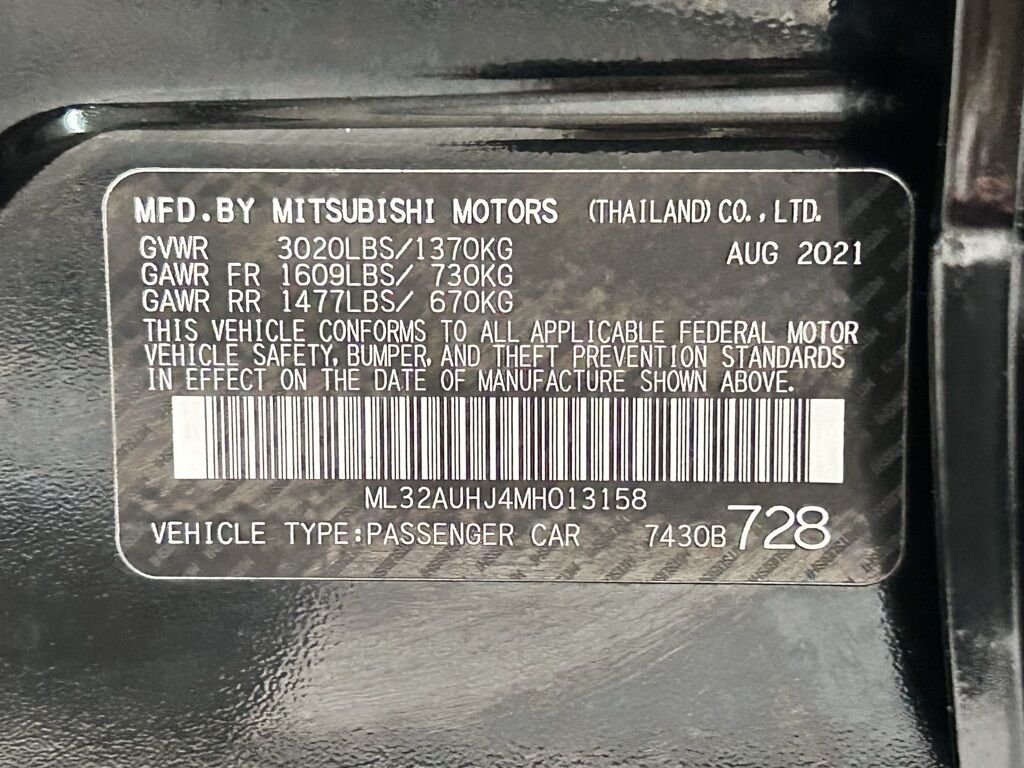 MFD.BY MITSUBISHI MOTORS (THAILAND)CO.,LTD.
GVWR 3020LBS/1370KG AUG 2021
GAWR FR 1609LBS/ 730KG
GAWR RR 1477LBS/ 670KG
THIS VEHICLE CONFORMS TO ALL APPLICABLE FEDERAL MOTOR
VEHICLE SAFETY, BUMPER, AND THEFT PREVENTION STANDARDS
IN EFFECT ON THE DATE OF MANUFACTURE SHOWN ABOVE.
ML32AUHJ4MH013158
VEHICLE TYPE:PASSENGER CAR 7430B 728